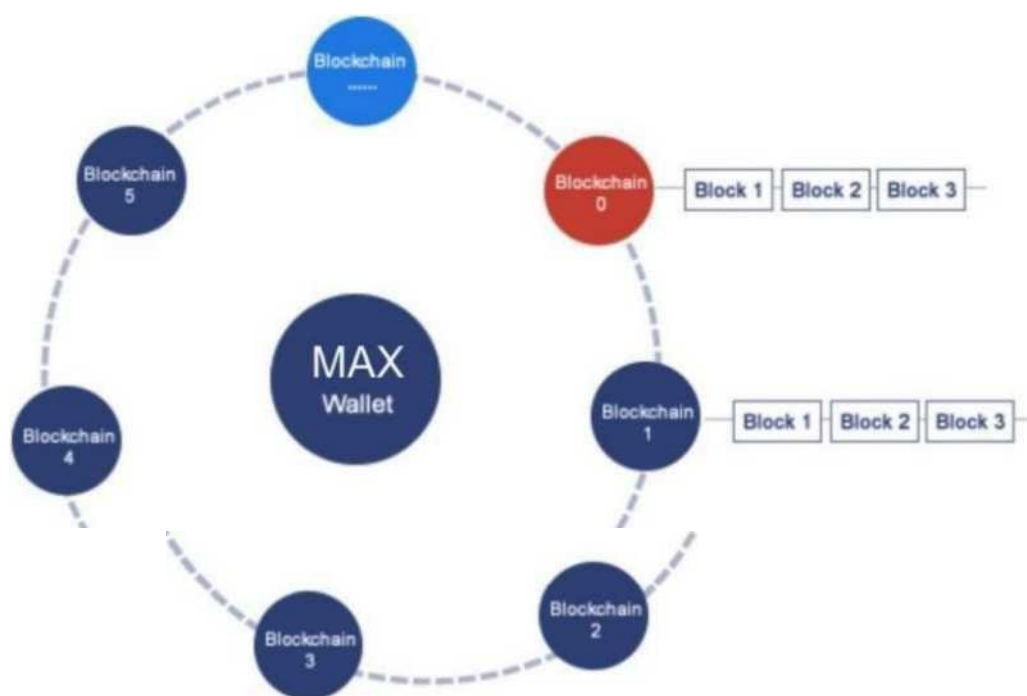 Blockchain
......
Blockchain
5
Blockchain
0
Block 1
Block 2
Block 3
MAX
Wallet
Blockchain
1
Block 1
Block 2
Block 3
Blockchain
4
Blockchain
2
Blockchain
3